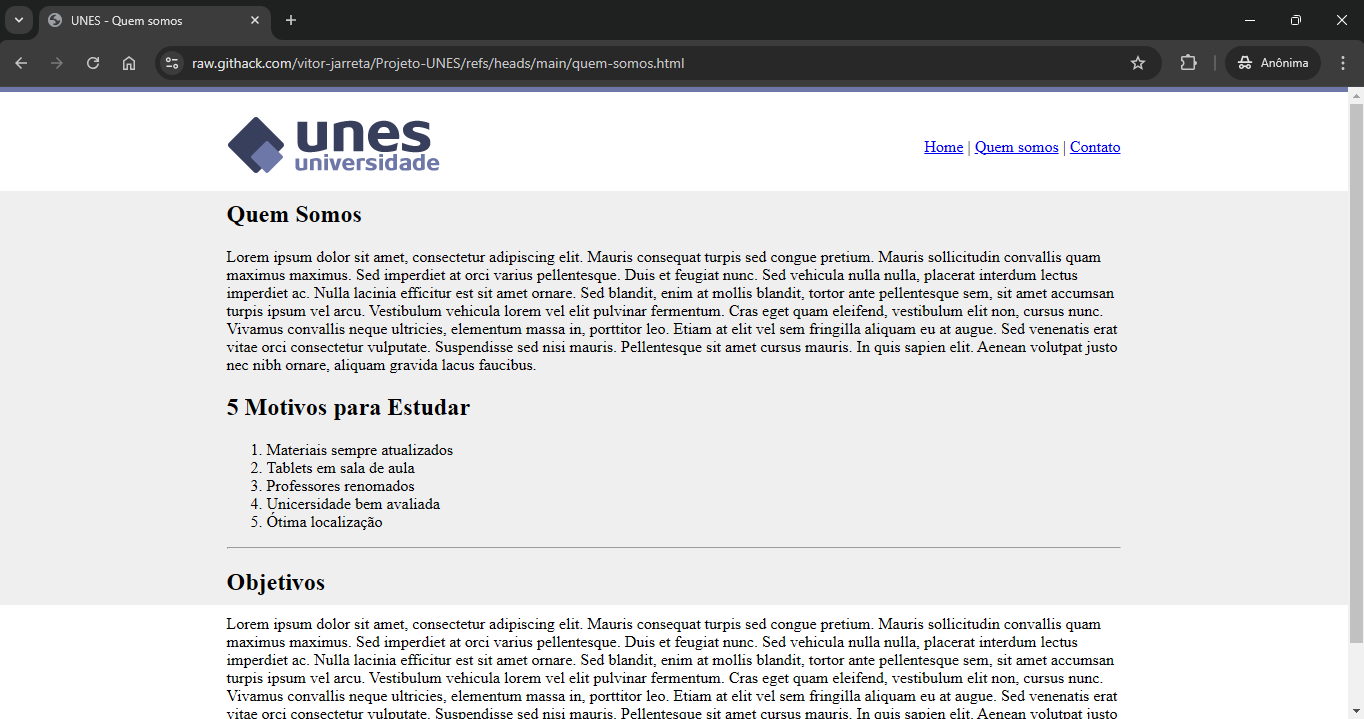 UNES - Quem somos
raw.githack.com/vitor-jarreta/Projeto-UNES/refs/heads/main/quem-somos.html
Anônima
unes
universidade
Home | Quem somos | Contato
Quem Somos
Lorem ipsum dolor sit amet, consectetur adipiscing elit. Mauris consequat turpis sed congue pretium. Mauris sollicitudin convallis quam
maximus maximus. Sed imperdiet at orci varius pellentesque. Duis et feugiat nunc. Sed vehicula nulla nulla, placerat interdum lectus
imperdiet ac. Nulla lacinia efficitur est sit amet ornare. Sed blandit, enim at mollis blandit, tortor ante pellentesque sem, sit amet accumsan
turpis ipsum vel arcu. Vestibulum vehicula lorem vel elit pulvinar fermentum. Cras eget quam eleifend, vestibulum elit non, cursus nunc.
Vivamus convallis neque ultricies, elementum massa in, porttitor leo. Etiam at elit vel sem fringilla aliquam eu at augue. Sed venenatis erat
vitae orci consectetur vulputate. Suspendisse sed nisi mauris. Pellentesque sit amet cursus mauris. In quis sapien elit. Aenean volutpat justo
nec nibh ornare, aliquam gravida lacus faucibus.
5 Motivos para Estudar
1. Materiais sempre atualizados
2. Tablets em sala de aula
3. Professores renomados
4. Unicersidade bem avaliada
5. Ótima localização
Objetivos
Lorem ipsum dolor sit amet, consectetur adipiscing elit. Mauris consequat turpis sed congue pretium. Mauris sollicitudin convallis quam
maximus maximus. Sed imperdiet at orci varius pellentesque. Duis et feugiat nunc. Sed vehicula nulla nulla, placerat interdum lectus
imperdiet ac. Nulla lacinia efficitur est sit amet ornare. Sed blandit, enim at mollis blandit, tortor ante pellentesque sem, sit amet accumsan
turpis ipsum vel arcu. Vestibulum vehicula lorem vel elit pulvinar fermentum. Cras eget quam eleifend, vestibulum elit non, cursus nunc.
Vivamus convallis neque ultricies, elementum massa in, porttitor leo. Etiam at elit vel sem fringilla aliquam eu at augue. Sed venenatis erat
vitae orci consectetur vulputate. Suspendisse sed nisi mauris. Pellentesque sit amet cursus mauris. In quis sapien elit. Aenean volutpat justo